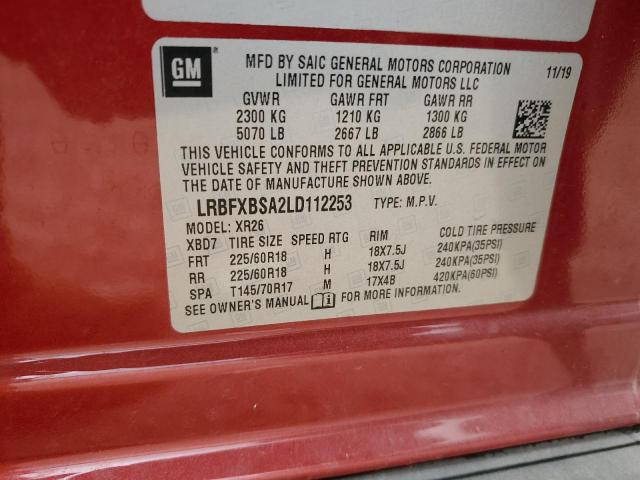 GM
MFD BY SAIC GENERAL MOTORS CORPORATION 11/19
LIMITED FOR GENERAL MOTORS LLC
GVWR GAWR FRT GAWR RR
2300 KG 1210 KG 1300 KG
5070 LB 2667 LB 2866 LB
THIS VEHICLE CONFORMS TO ALL APPLICABLE U.S. FEDERAL MOTOR
VEHICLE SAFETY AND THEFT PREVENTION STANDARDS IN EFFECT ON
THE DATE OF MANUFACTURE SHOWN ABOVE.
LRBFXBSA2LD112253 TYPE: M.P.V.
MODEL: XR26
XBD7 TIRE SIZE SPEED RTG RIM COLD TIRE PRESSURE
FRT 225/60R18 H 18X7.5J 240KPA(35PSI)
RR 225/60R18 H 18X7.5J 240KPA(35PSI)
SPA T145/70R17 M 17X4B 420KPA(60PSI)
SEE OWNER'S MANUAL FOR MORE INFORMATION.